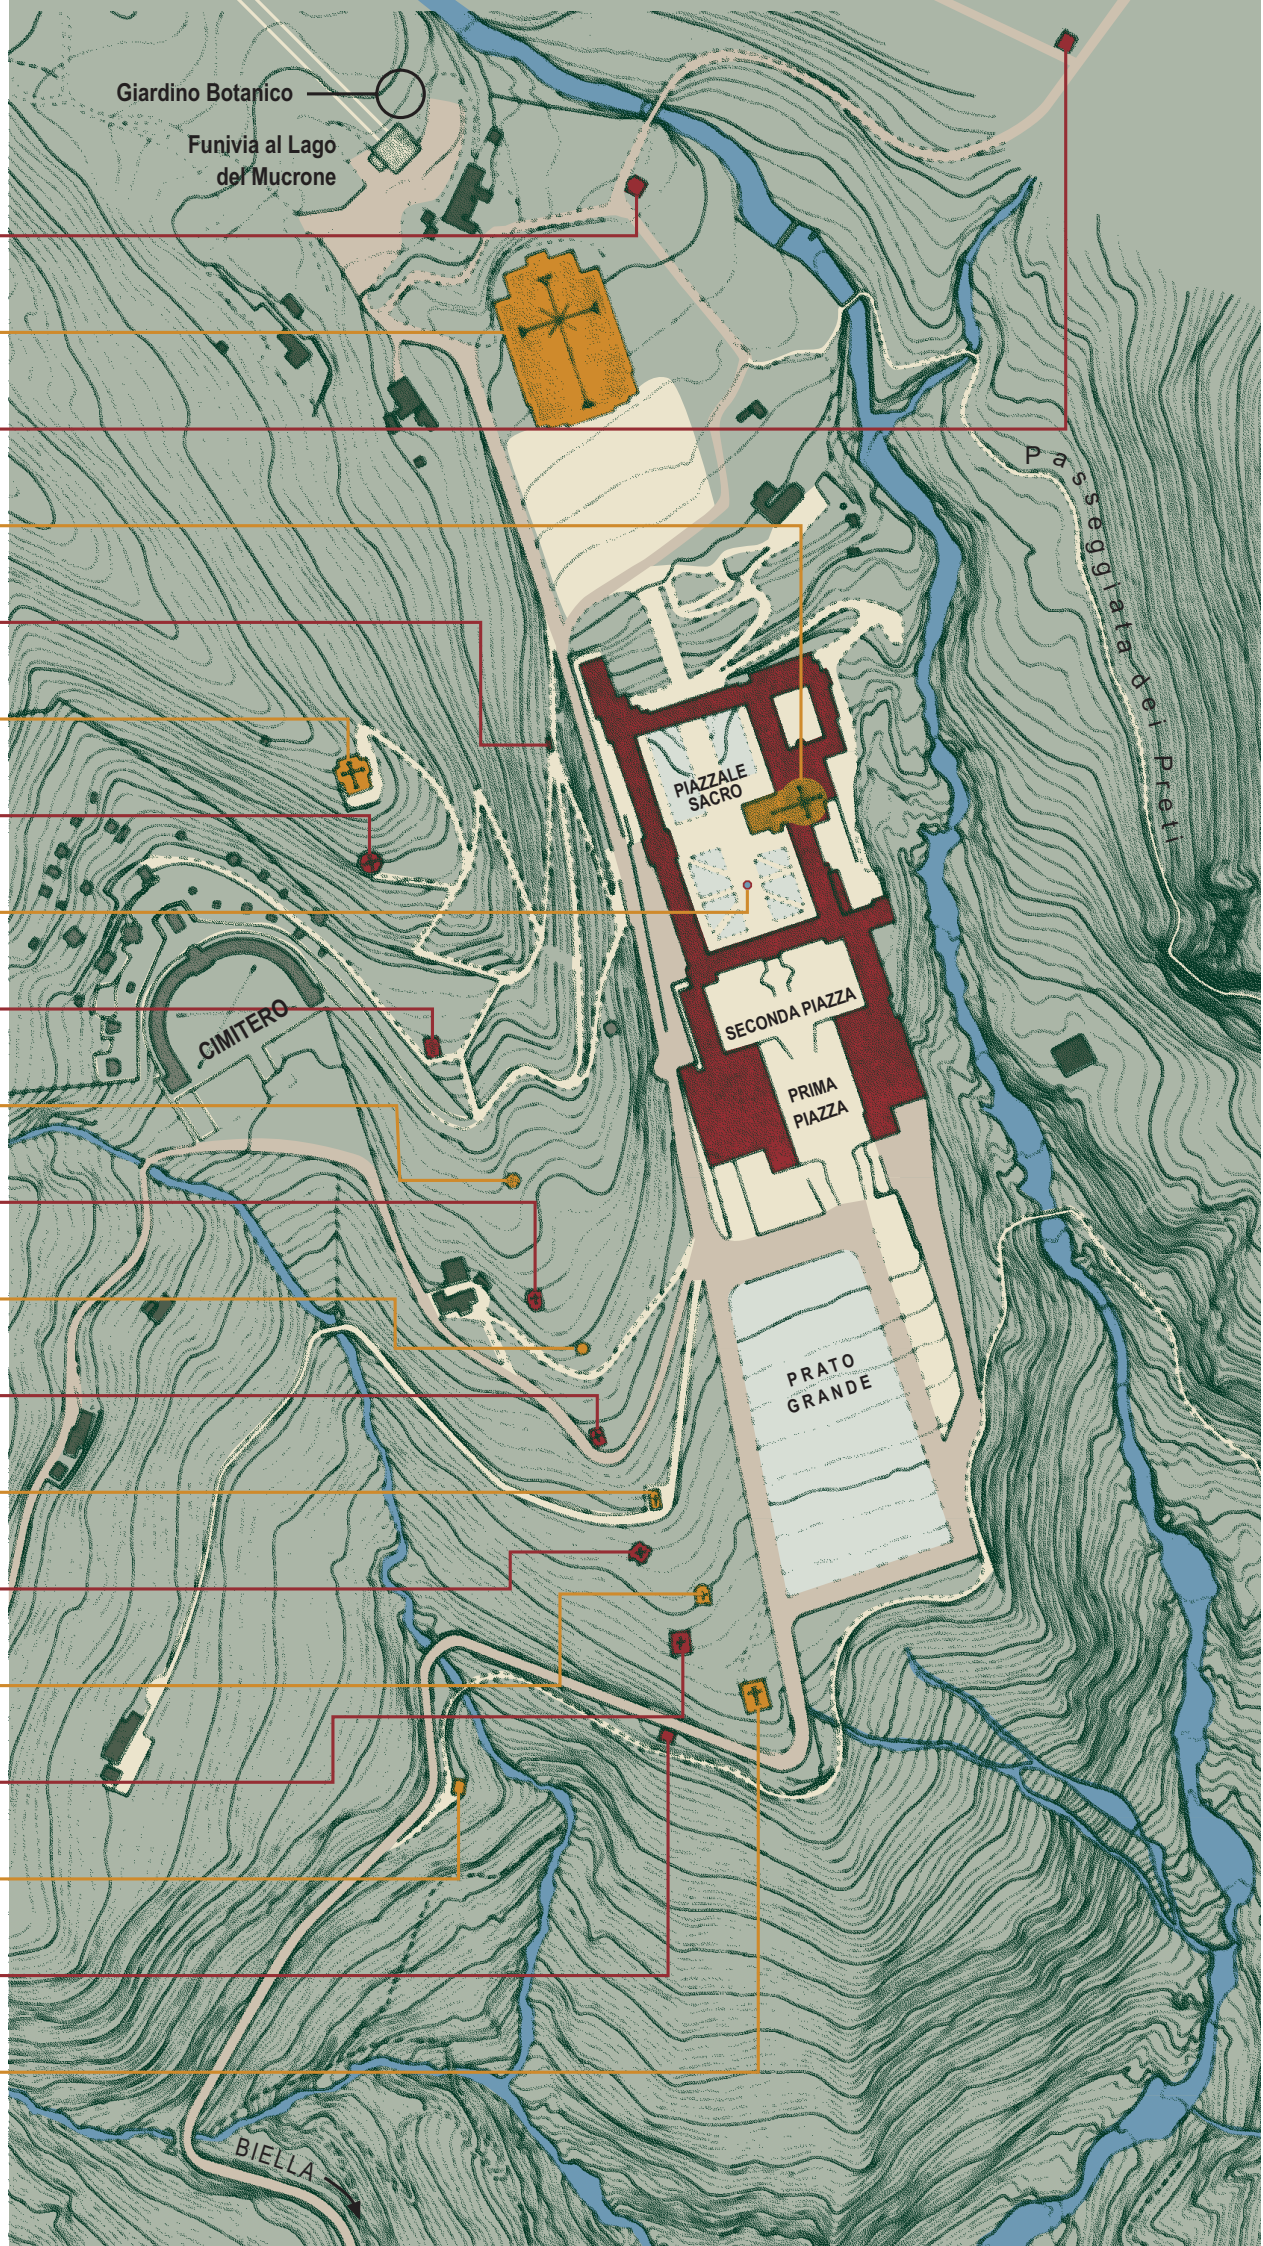 Giardino Botanico
Funivia al Lago
del Mucrone
Passeggiata dei Preti
PIAZZALE
SACRO
SECONDA PIAZZA
CIMITERO
PRIMA
PIAZZA
PRATO
GRANDE
BIELLA